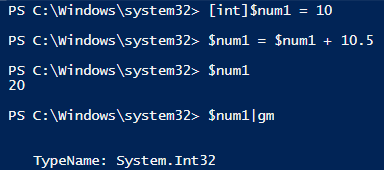 PS C:\Windows\system32> [int]$num1 = 10
PS C:\Windows\system32> $num1 = $num1 + 10.5
PS C:\Windows\system32> $num1
20
PS C:\Windows\system32> $num1|gm
TypeName: System.Int32